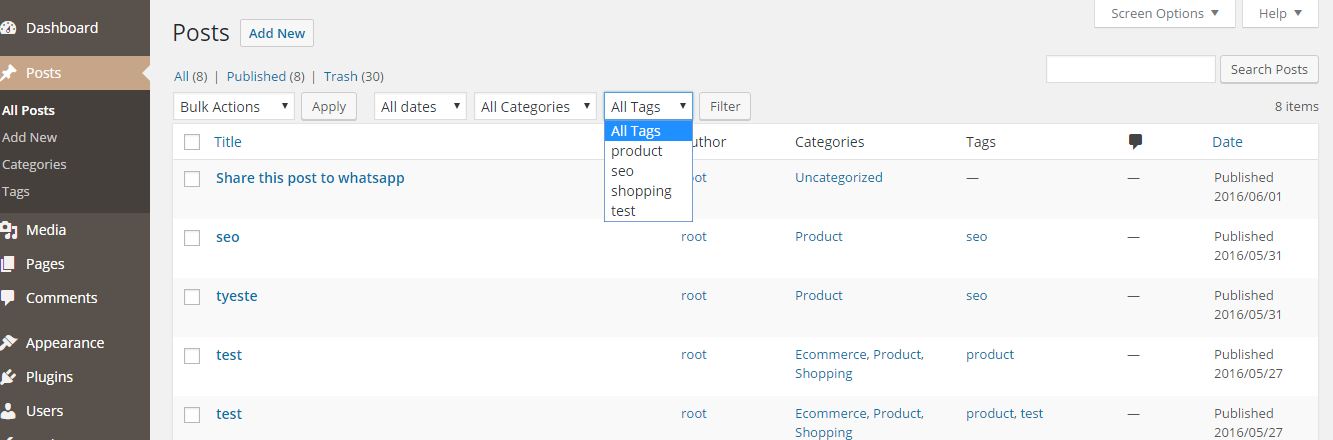 Dashboard
Posts
All Posts
Add New
Categories
Tags
Media
Pages
Comments
Appearance
Plugins
Users
Screen Options ▼ Help ▼
Posts Add New
All (8) | Published (8) | Trash (30)
Search Posts
Bulk Actions Apply All dates All Categories All Tags Filter 8 items
All Tags
product
seo
shopping
test
Title uthor Categories Tags Date
Share this post to whatsapp oot Uncategorized — — Published
2016/06/01
seo root Product seo — Published
2016/05/31
tyeste root Product seo — Published
2016/05/31
test root Ecommerce, Product, product — Published
Shopping 2016/05/27
test root Ecommerce, Product, product, test — Published
Shopping 2016/05/27